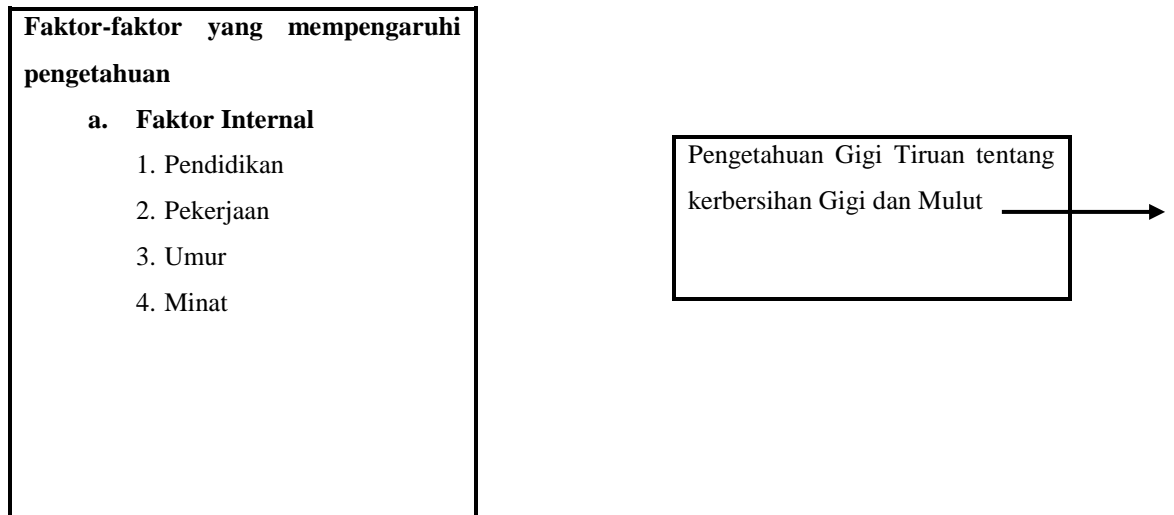 Faktor-faktor yang mempengaruhi
pengetahuan
a. Faktor Internal
1. Pendidikan
2. Pekerjaan
3. Umur
4. Minat
Pengetahuan Gigi Tiruan tentang
kerbersihan Gigi dan Mulut